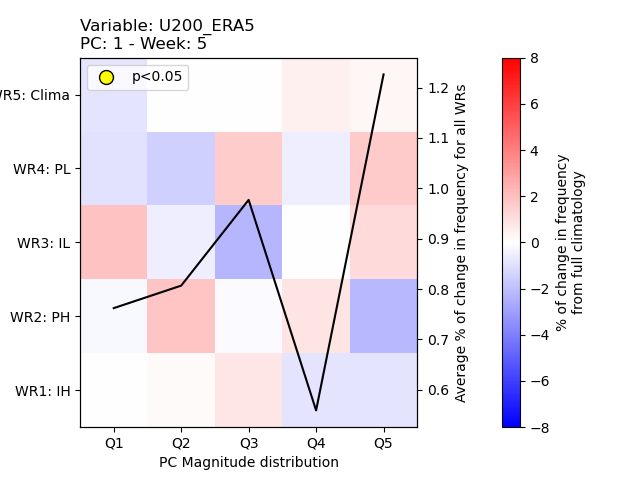 Variable: U200_ERA5
PC: 1 - Week: 5
p<0.05
WR5: Clima
WR4: PL
WR3: IL
WR2: PH
WR1: IH
Q1 Q2 Q3 Q4 Q5
PC Magnitude distribution
1.2
1.1
1.0
0.9
0.8
0.7
0.6
Average % of change in frequency for all WRs
8
6
4
2
0
−2
−4
−6
−8
% of change in frequency
from full climatology